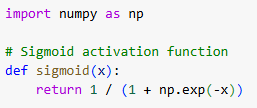 import numpy as np
# Sigmoid activation function
def sigmoid(x):
    return 1 / (1 + np.exp(-x))